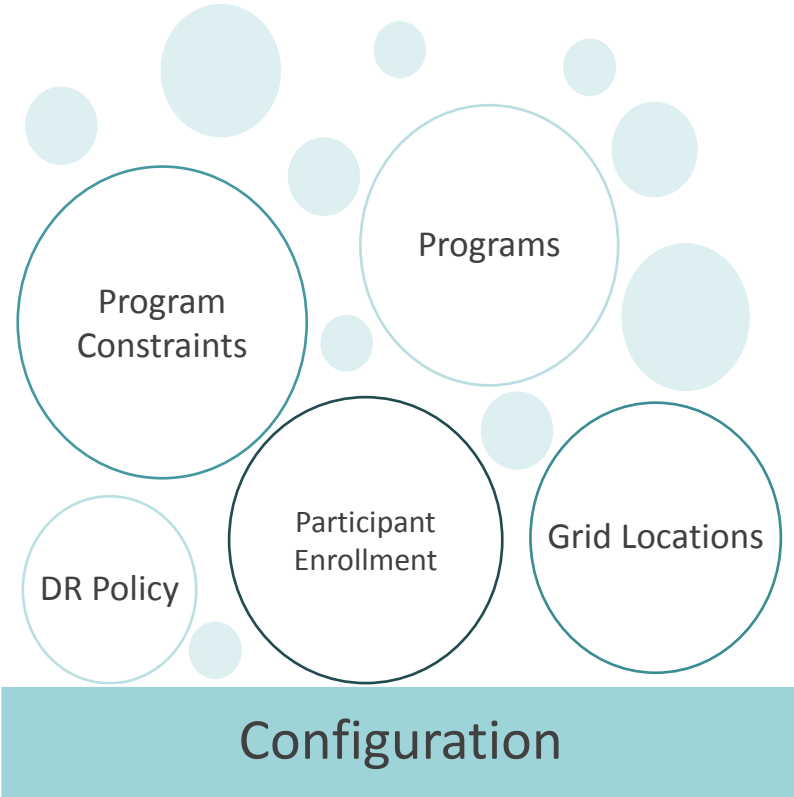 Programs
Program
Constraints
Participant
Enrollment
Grid Locations
DR Policy
Configuration